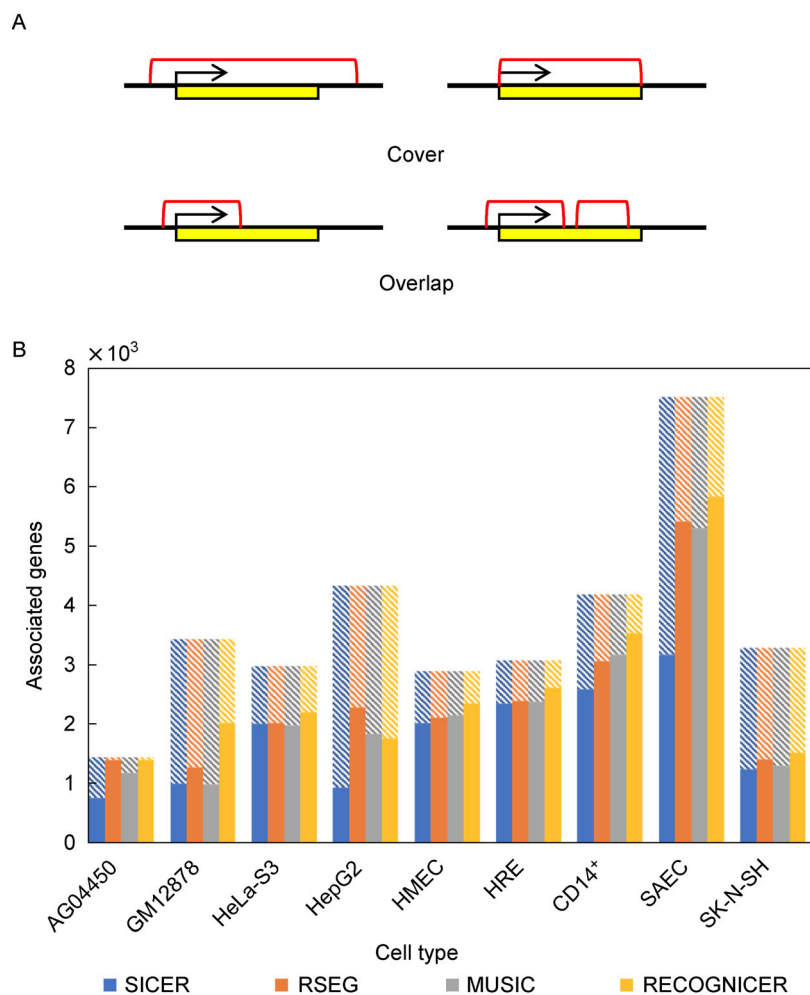 A
Cover
Overlap
B
×10³
8
7
6
5
4
3
2
1
0
Associated genes
AG04450
GM12878
HeLa-S3
HepG2
HMEC
HRE
CD14⁺
SAEC
SK-N-SH
Cell type
SICER RSEG MUSIC RECOGNICER